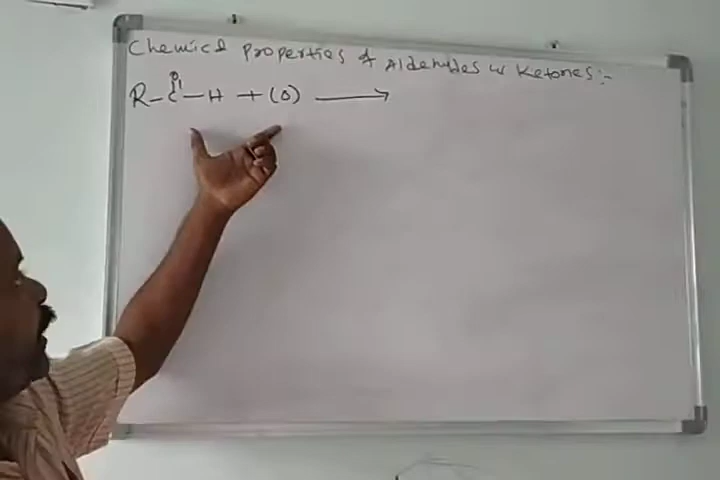 Chemical Properties of Aldehydes & Ketones :-
O
R - C - H + (O) ⟶